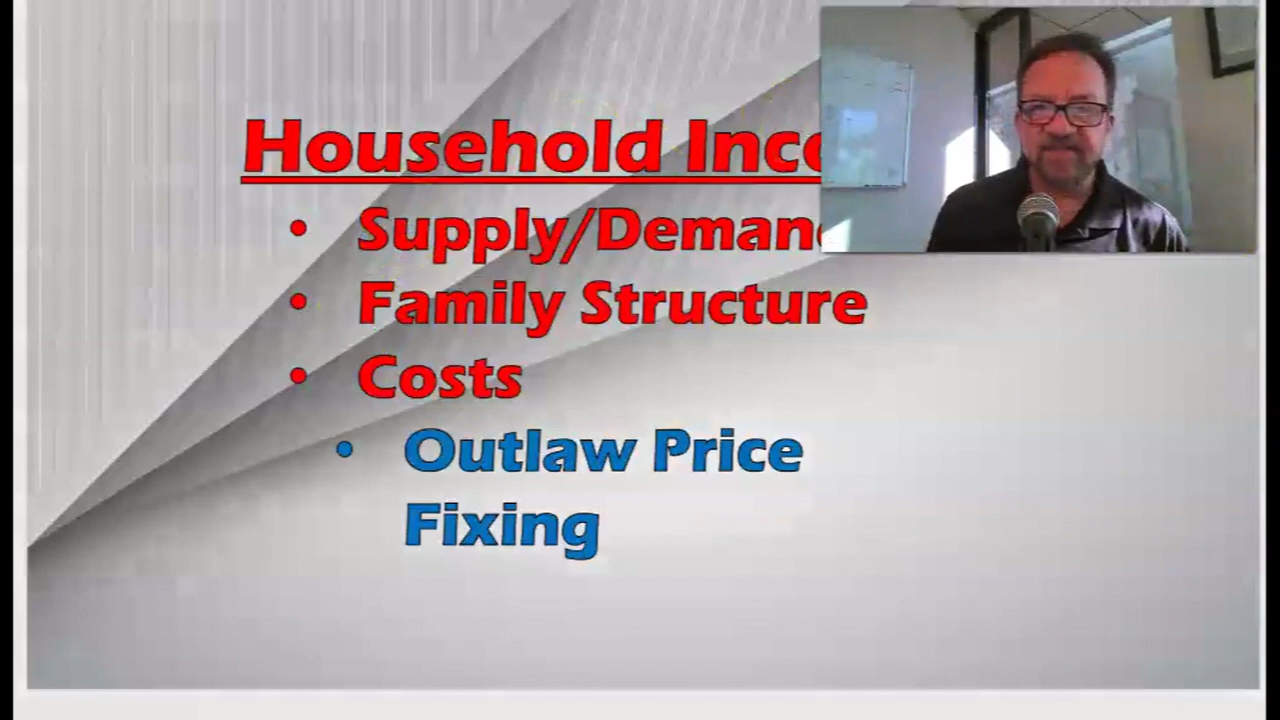 Household Inc
• Supply/Deman
• Family Structure
• Costs
• Outlaw Price
Fixing